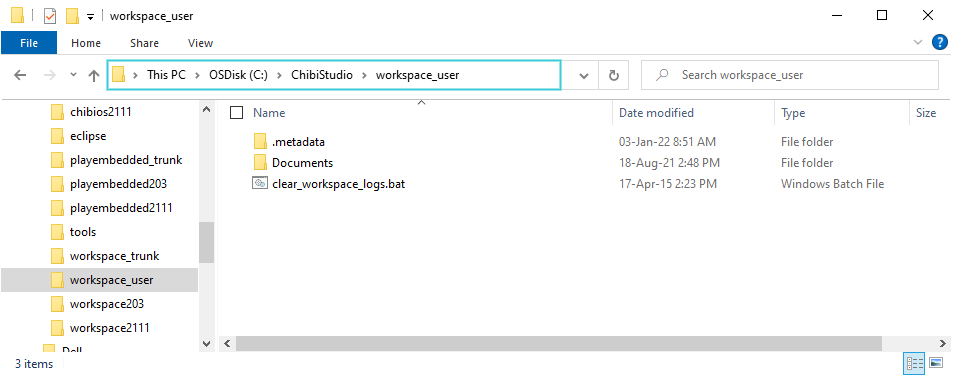 workspace_user
File Home Share View
This PC OSDisk (C:) ChibiStudio workspace_user Search workspace_user
chibios2111
eclipse
playembedded_trunk
playembedded203
playembedded2111
tools
workspace_trunk
workspace_user
workspace203
workspace2111
Dell
Name Date modified Type Size
.metadata 03-Jan-22 8:51 AM File folder
Documents 18-Aug-21 2:48 PM File folder
clear_workspace_logs.bat 17-Apr-15 2:23 PM Windows Batch File
3 items